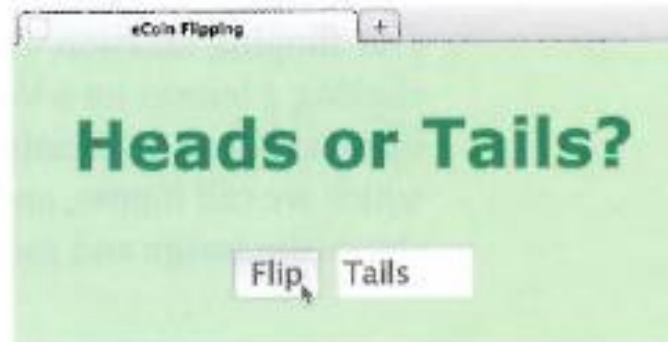 eCoin Flipping +
Heads or Tails?
Flip Tails